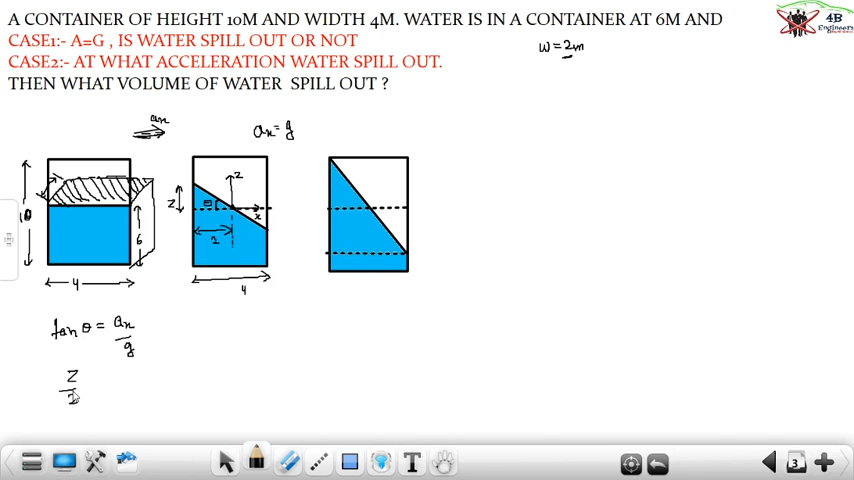 A CONTAINER OF HEIGHT 10M AND WIDTH 4M. WATER IS IN A CONTAINER AT 6M AND
CASE1:- A=G , IS WATER SPILL OUT OR NOT
CASE2:- AT WHAT ACCELERATION WATER SPILL OUT.
THEN WHAT VOLUME OF WATER SPILL OUT ?
4B
Engineers
w = 2m
ax
ax = g
10
6
4
z
θ
z
x
2
4
tan θ = ax/g
z/2
3